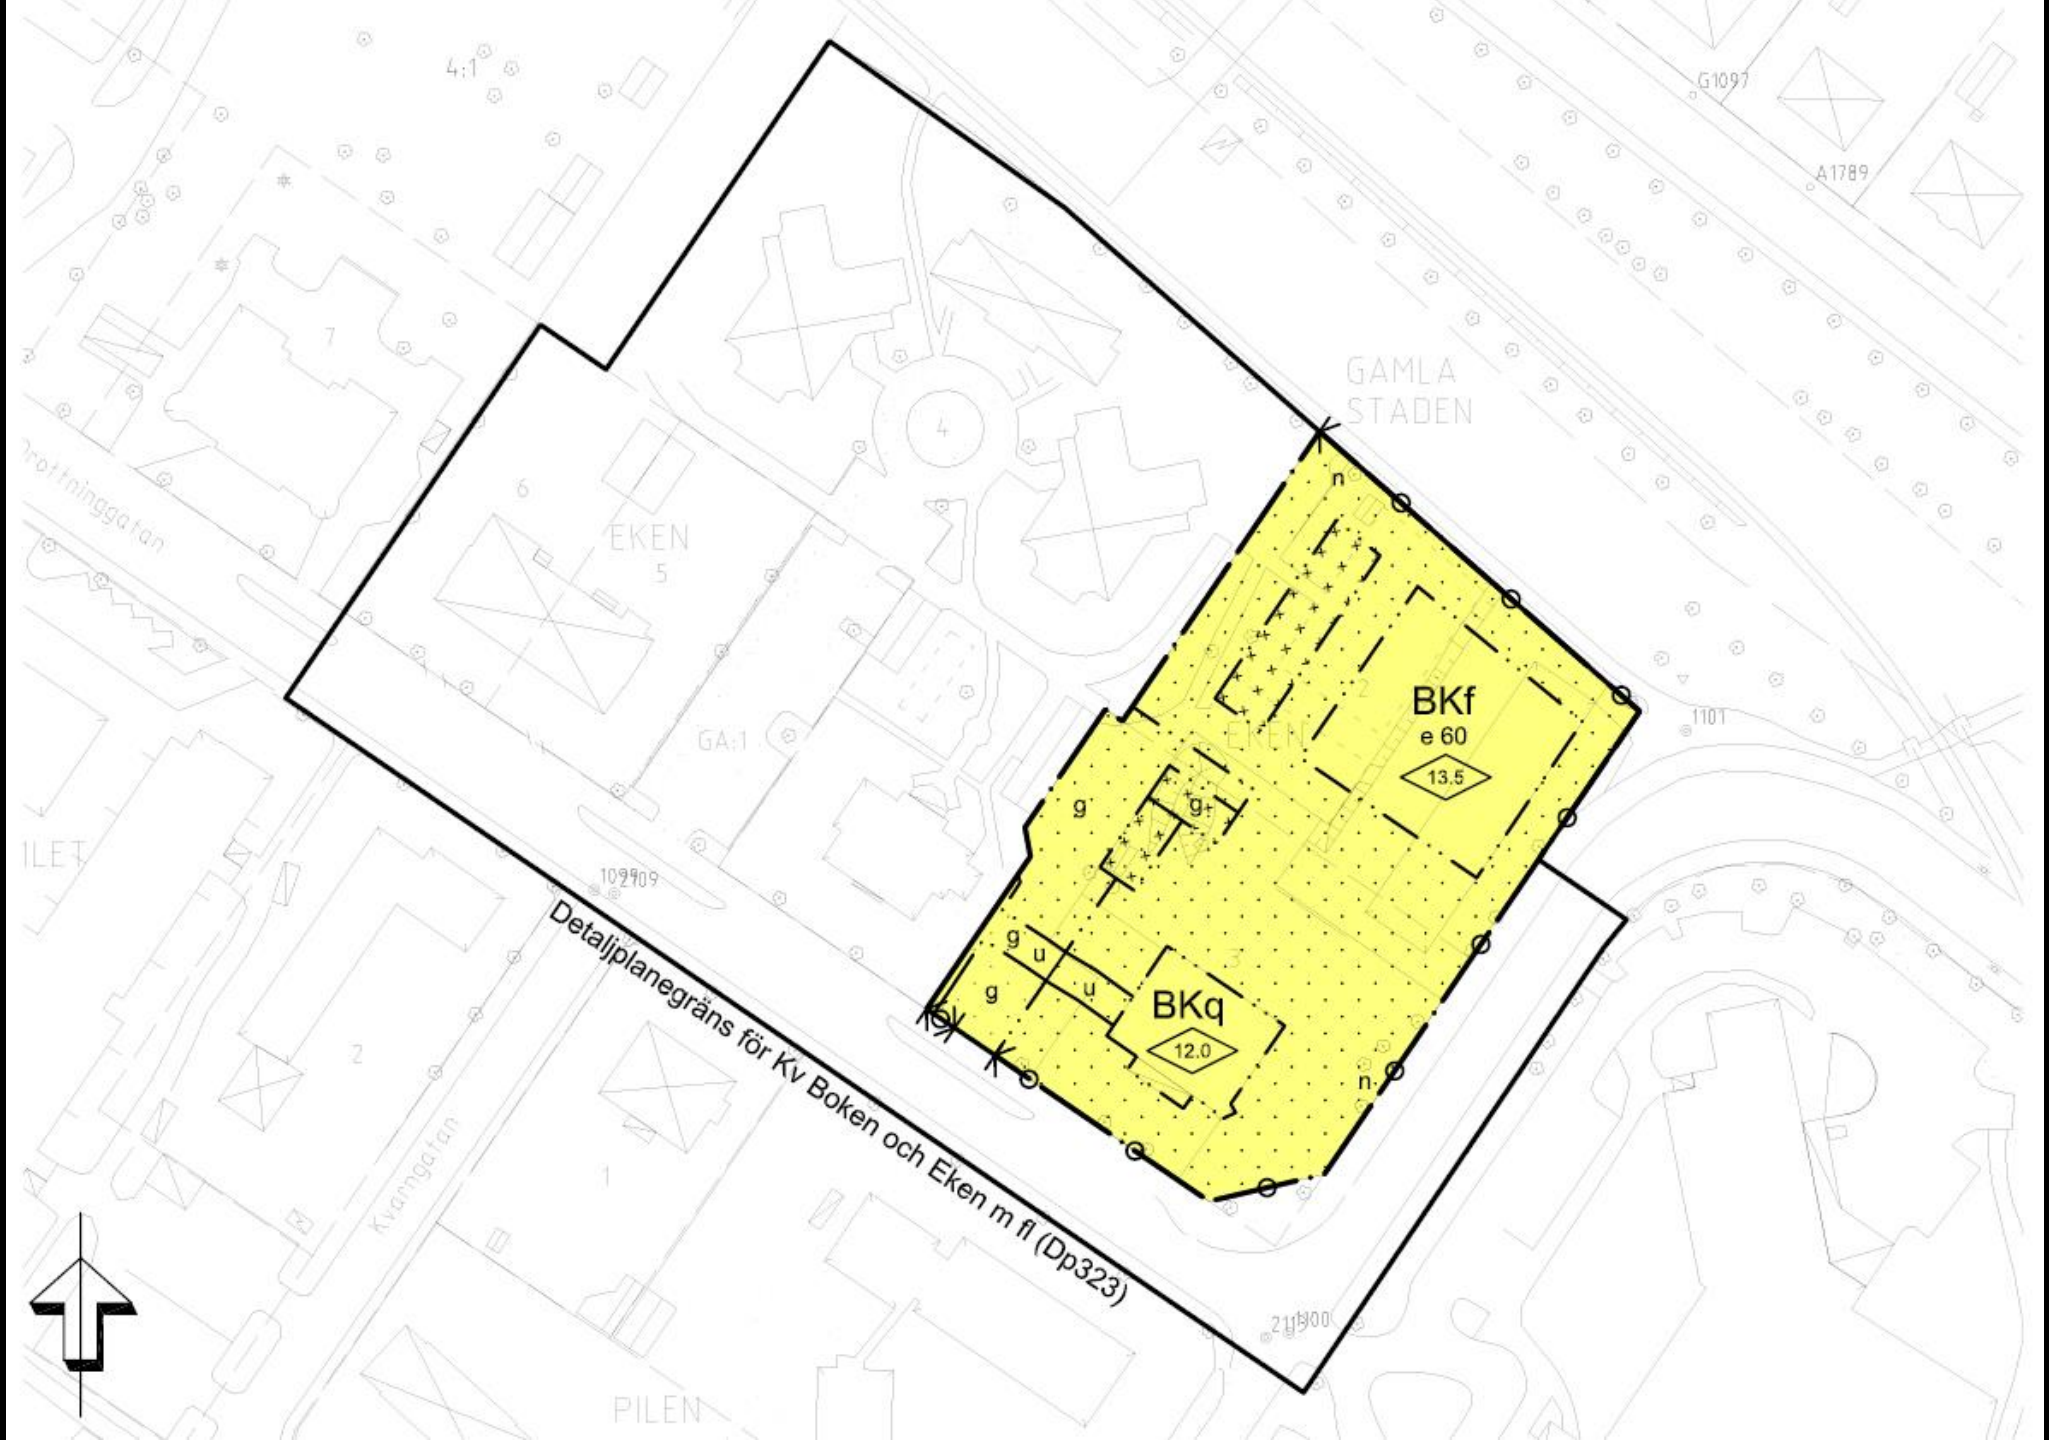 4:1
G1097
A1789
7
GAMLA
STADEN
4
Drottninggatan
n
6
EKEN
5
2
BKf
e 60
13.5
1101
GA:1
EKEN
g
g
ILET
2109
g
u
3
g
u
BKq
12.0
Detaljplanegräns för Kv Boken och Eken m fl (Dp323)
2
n
Kvarngatan
1
1100
PILEN